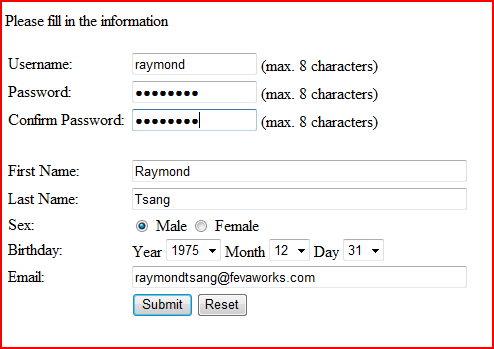 Please fill in the information
Username: raymond (max. 8 characters)
Password: ●●●●●●●● (max. 8 characters)
Confirm Password: ●●●●●●●● (max. 8 characters)
First Name: Raymond
Last Name: Tsang
Sex: Male Female
Birthday: Year 1975 Month 12 Day 31
Email: raymondtsang@fevaworks.com
Submit Reset